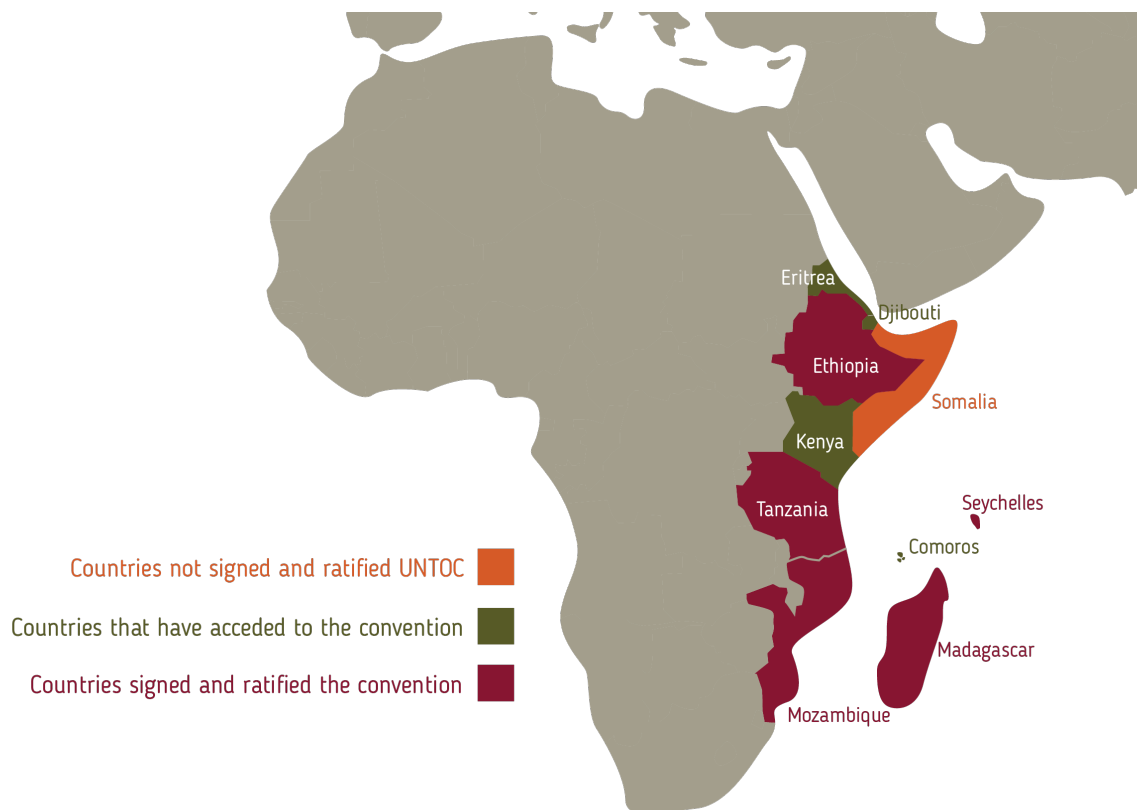 Eritrea
Djibouti
Ethiopia
Somalia
Kenya
Seychelles
Tanzania
Comoros
Countries not signed and ratified UNTOC
Countries that have acceded to the convention
Madagascar
Countries signed and ratified the convention
Mozambique